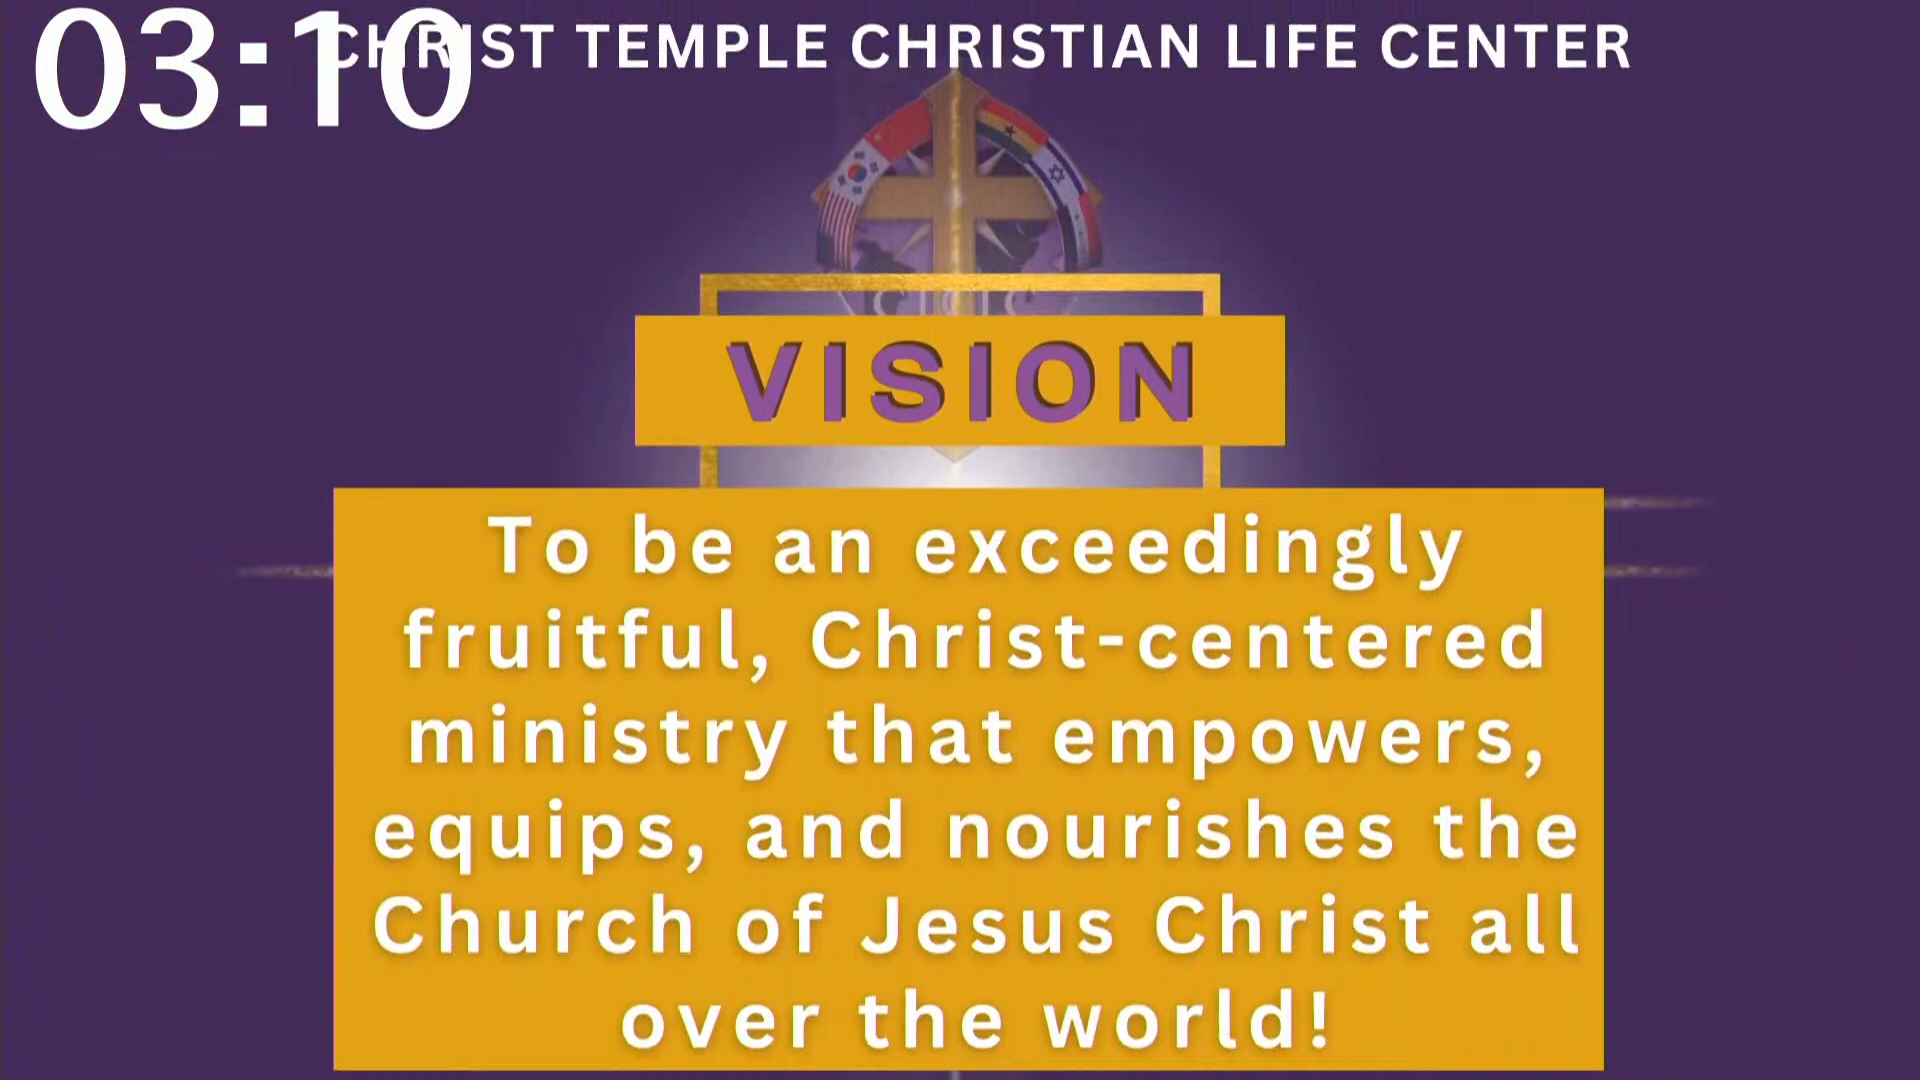 03:10
CHRIST TEMPLE CHRISTIAN LIFE CENTER
CTCLC
VISION
To be an exceedingly
fruitful, Christ-centered
ministry that empowers,
equips, and nourishes the
Church of Jesus Christ all
over the world!